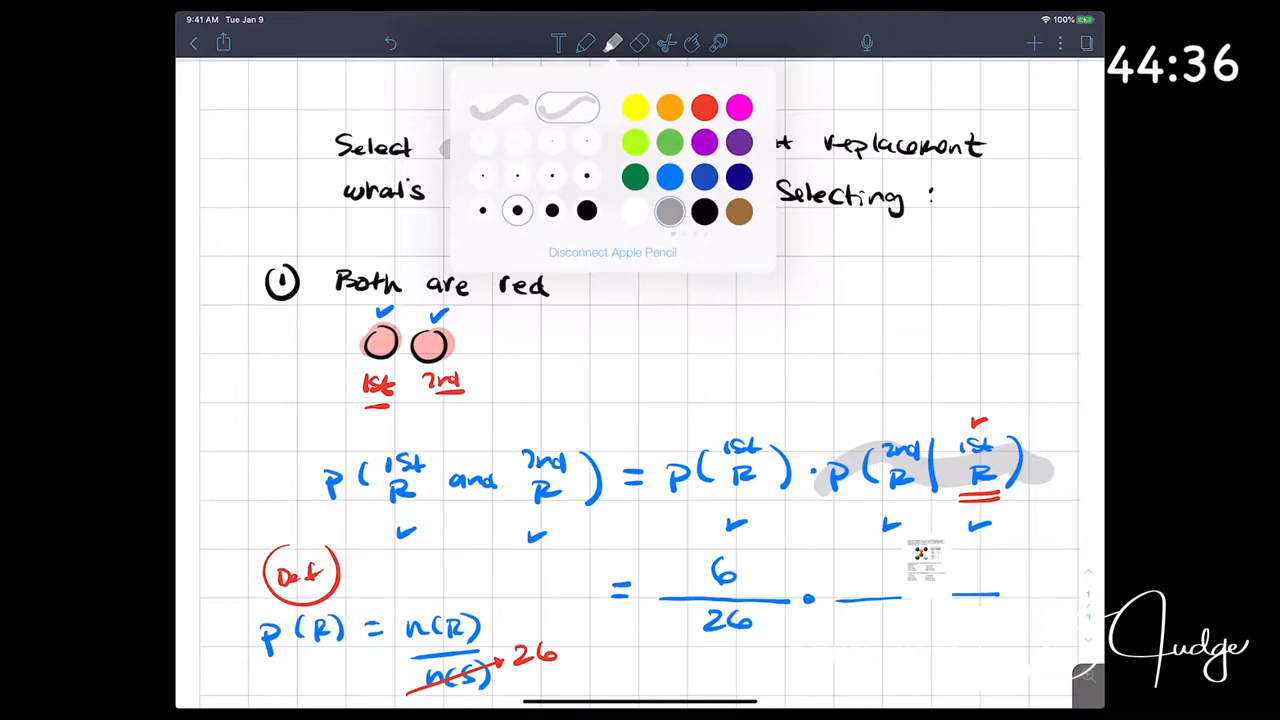 9:41 AM Tue Jan 9
100%
44:36
Select replacement
what's Selecting :
Disconnect Apple Pencil
① Both are red
1st 2nd
P( 1st R and 2nd R ) = P( 1st R ) · P( 2nd R | 1st R )
Def
= 6 / 26 ·
P(R) = n(R) / n(S) → 26
Judge